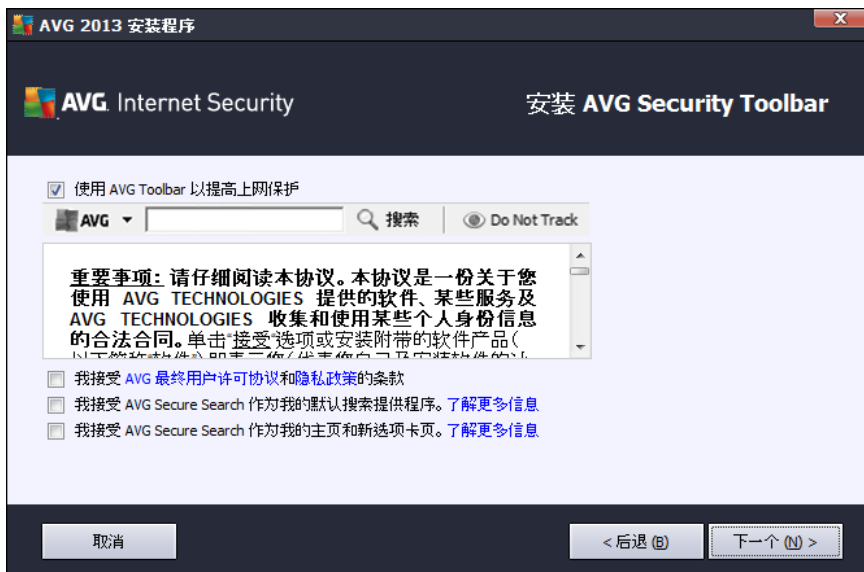 AVG 2013 安装程序
X
AVG. Internet Security
安装 AVG Security Toolbar
使用 AVG Toolbar 以提高上网保护
AVG
搜索
Do Not Track
重要事项: 请仔细阅读本协议。本协议是一份关于您
使用 AVG TECHNOLOGIES 提供的软件、某些服务及
AVG TECHNOLOGIES 收集和使用某些个人身份信息
的合法合同。单击“接受”选项或安装附带的软件产品(
我接受 AVG 最终用户许可协议和隐私政策的条款
我接受 AVG Secure Search 作为我的默认搜索提供程序。了解更多信息
我接受 AVG Secure Search 作为我的主页和新选项卡页。了解更多信息
取消
< 后退 (B)
下一个 (N) >